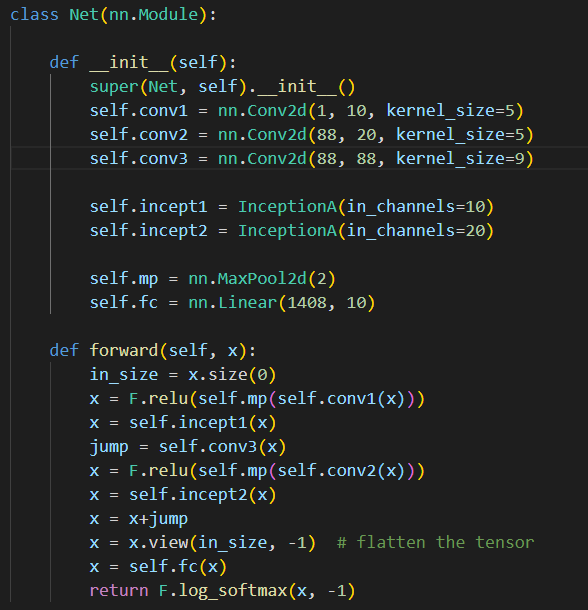 class Net(nn.Module):
def __init__(self):
super(Net, self).__init__()
self.conv1 = nn.Conv2d(1, 10, kernel_size=5)
self.conv2 = nn.Conv2d(88, 20, kernel_size=5)
self.conv3 = nn.Conv2d(88, 88, kernel_size=9)
self.incept1 = InceptionA(in_channels=10)
self.incept2 = InceptionA(in_channels=20)
self.mp = nn.MaxPool2d(2)
self.fc = nn.Linear(1408, 10)
def forward(self, x):
in_size = x.size(0)
x = F.relu(self.mp(self.conv1(x)))
x = self.incept1(x)
jump = self.conv3(x)
x = F.relu(self.mp(self.conv2(x)))
x = self.incept2(x)
x = x+jump
x = x.view(in_size, -1)  # flatten the tensor
x = self.fc(x)
return F.log_softmax(x, -1)